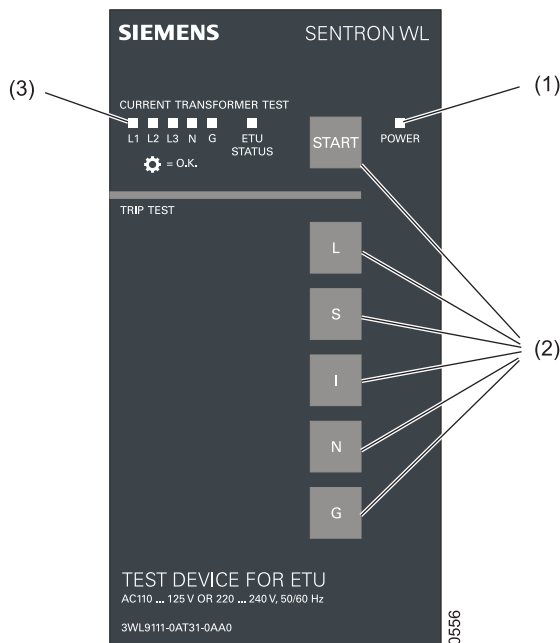 SIEMENS SENTRON WL
(3) (1)
CURRENT TRANSFORMER TEST
L1 L2 L3 N G ETU STATUS START POWER
= O.K.
TRIP TEST
L
S
(2)
I
N
G
TEST DEVICE FOR ETU
AC110 ... 125 V OR 220 ... 240 V, 50/60 Hz
3WL9111-0AT31-0AA0
0556